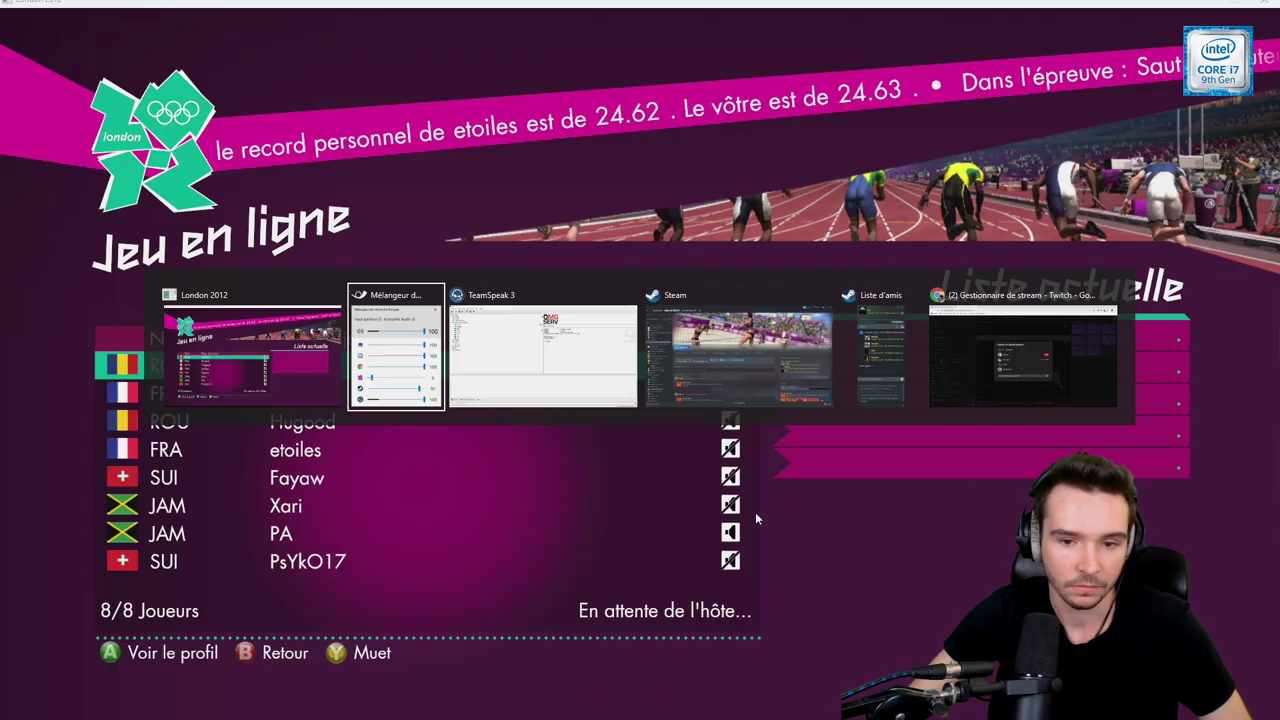 London 2012
intel
CORE i7
9th Gen
le record personnel de etoiles est de 24.62 . Le vôtre est de 24.63 . • Dans l'épreuve : Saut
london
Jeu en ligne
London 2012
Mélangeur d...
TeamSpeak 3
Steam
Liste d'amis
(2) Gestionnaire de stream - Twitch - Go...
ROU Hugood
FRA etoiles
SUI Fayaw
JAM Xari
JAM PA
SUI PsYkO17
8/8 Joueurs
En attente de l'hôte...
A Voir le profil B Retour Y Muet